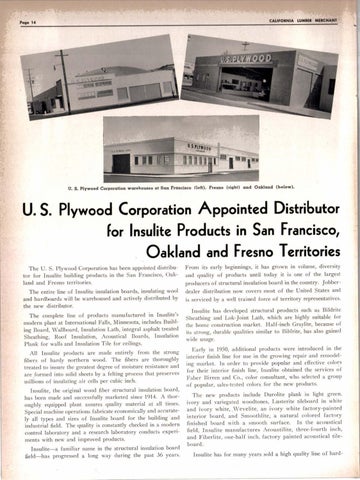 Page 14
CALIFORNIA LUMBER MERCHANT
U.S. PLYWOOD
U.S. PLYWOOD
U. S. Plywood Corporation warehouses at San Francisco (left), Fresno (right) and Oakland (below).
U. S. Plywood Corporation Appointed Distributor
for Insulite Products in San Francisco,
Oakland and Fresno Territories
The U. S. Plywood Corporation has been appointed distributor
for Insulite building products in the San Francisco, Oakland
and Fresno territories.
The entire line of Insulite insulation boards, insulating wool
and hardboards will be warehoused and actively distributed by
the new distributor.
The complete line of products manufactured in Insulite's
modern plant at International Falls, Minnesota, includes Building
Board, Wallboard, Insulation Lath, integral asphalt treated
Sheathing, Roof Insulation, Acoustical Boards, Insulation
Plank for walls and Insulation Tile for ceilings.
All Insulite products are made entirely from the strong
fibers of hardy northern wood. The fibers are thoroughly
treated to insure the greatest degree of moisture resistance and
are formed into solid sheets by a felting process that preserves
millions of insulating air cells per cubic inch.
Insulite, the original wood fiber structural insulation board,
has been made and successfully marketed since 1914. A thoroughly
equipped plant assures quality material at all times.
Special machine operations fabricate economically and accurately
all types and sizes of Insulite board for the building and
industrial field. The quality is constantly checked in a modern
control laboratory and a research laboratory conducts experiments
with new and improved products.
Insulite—a familiar name in the structural insulation board
field—has progressed a long way during the past 36 years.
From its early beginnings, it has grown in volume, diversity
and quality of products until today it is one of the largest
producers of structural insulation board in the country. Jobber-
dealer distribution now covers most of the United States and
is serviced by a well trained force of territory representatives.
Insulite has developed structural products such as Bildrite
Sheathing and Lok-Joint Lath, which are highly suitable for
the home construction market. Half-inch Graylite, because of
its strong, durable qualities similar to Bildrite, has also gained
wide usage.
Early in 1950, additional products were introduced in the
interior finish line for use in the growing repair and remodeling
market. In order to provide popular and effective colors
for their interior finish line, Insulite obtained the services of
Faber Birren and Co., color consultant, who selected a group
of popular, sales-tested colors for the new products.
The new products include Durolite plank in light green,
ivory and variegated woodtones, Lusterite tileboard in white
and ivory white, Wevelite, an ivory white factory-painted
interior board, and Smoothlite, a natural colored factory
finished board with a smooth surface. In the acoustical
field, Insulite manufactures Acoustilite, three-fourth inch,
and Fiberlite, one-half inch, factory painted acoustical tileboard.
Insulite has for many years sold a high quality line of hard-